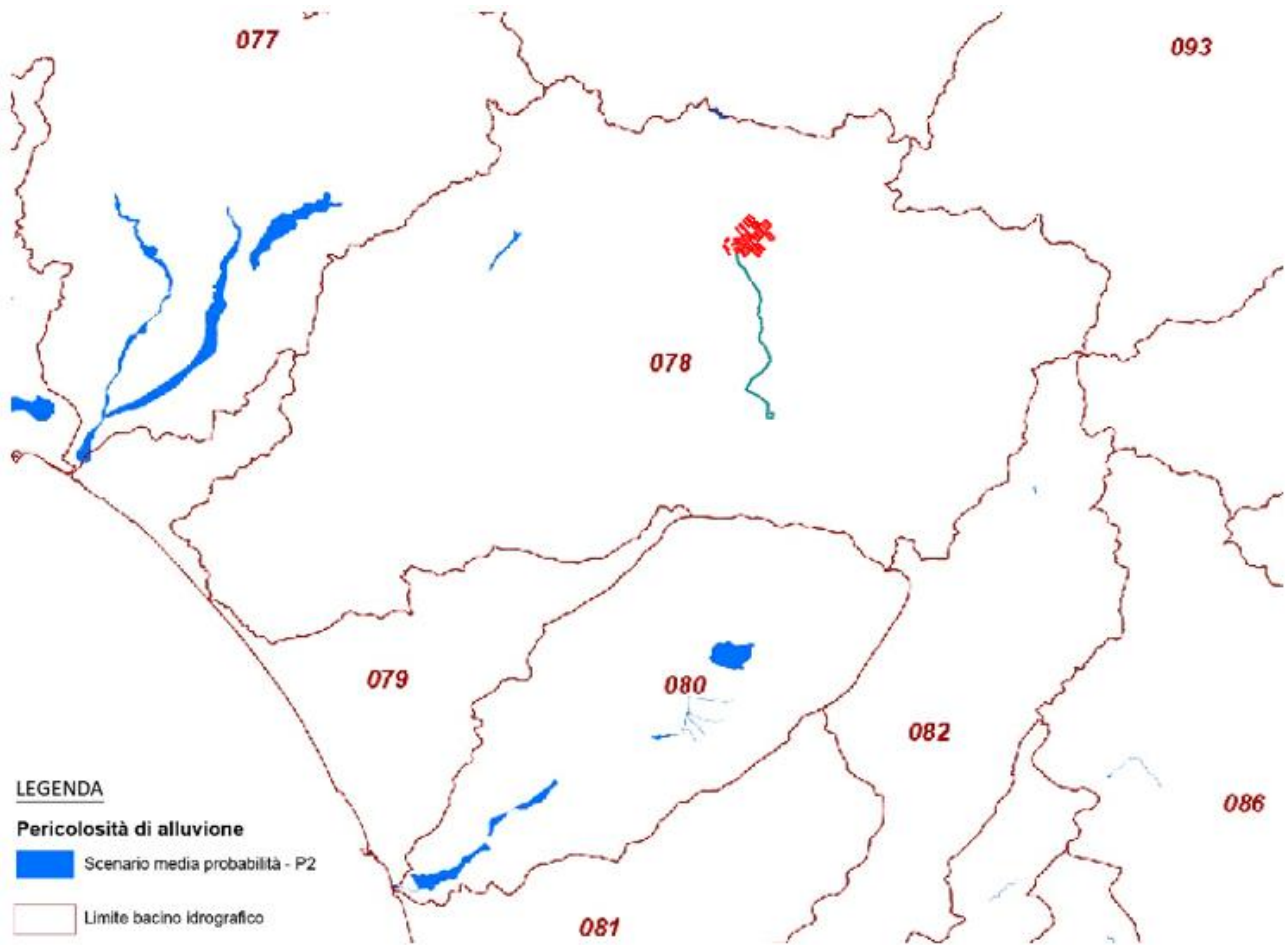 077
093
078
079
080
082
086
081
LEGENDA
Pericolosità di alluvione
Scenario media probabilità - P2
Limite bacino idrografico